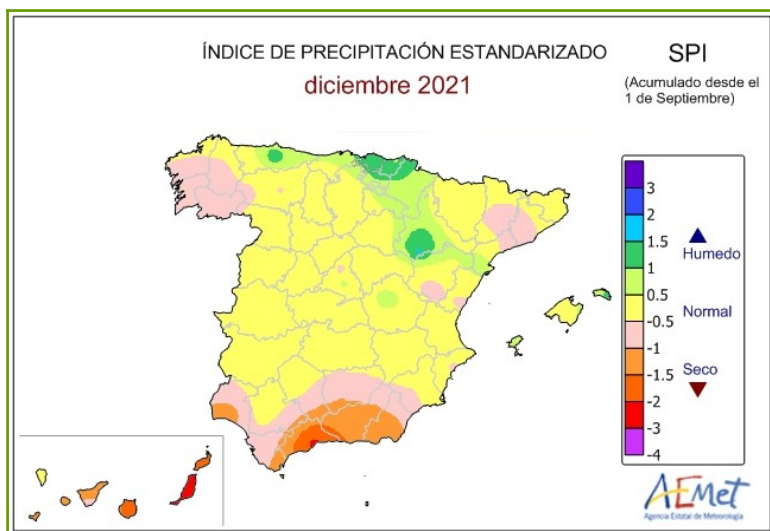 ÍNDICE DE PRECIPITACIÓN ESTANDARIZADO
diciembre 2021
SPI
(Acumulado desde el
1 de Septiembre)
3
2
1.5
1
0.5
-0.5
-1
-1.5
-2
-3
-4
Humedo
Normal
Seco
AEMet
Agencia Estatal de Meteorología